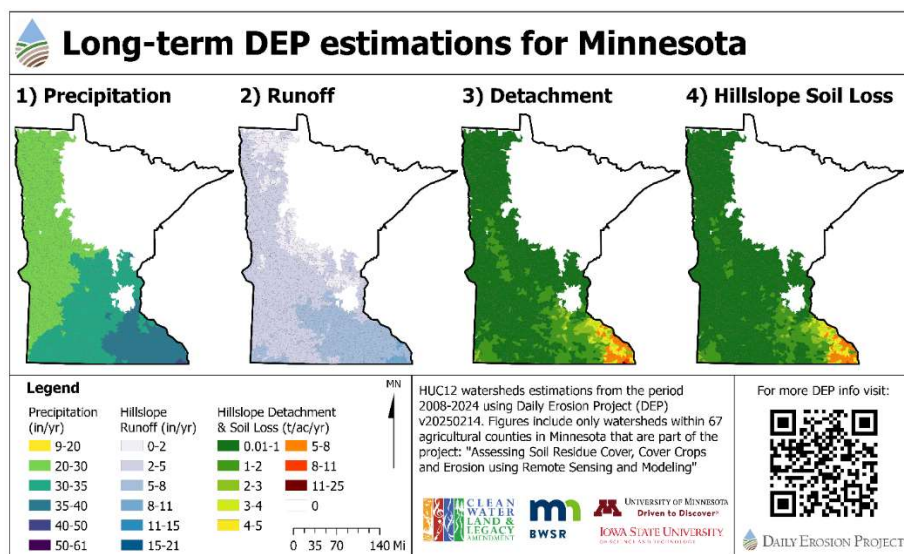 Long-term DEP estimations for Minnesota
1) Precipitation
2) Runoff
3) Detachment
4) Hillslope Soil Loss
Legend
Precipitation
(in/yr)
9-20
20-30
30-35
35-40
40-50
50-61
Hillslope
Runoff (in/yr)
0-2
2-5
5-8
8-11
11-15
15-21
Hillslope Detachment
& Soil Loss (t/ac/yr)
0.01-1
1-2
2-3
3-4
4-5
5-8
8-11
11-25
0
MN
0 35 70 140 Mi
HUC12 watersheds estimations from the period
2008-2024 using Daily Erosion Project (DEP)
v20250214. Figures include only watersheds within 67
agricultural counties in Minnesota that are part of the
project: "Assessing Soil Residue Cover, Cover Crops
and Erosion using Remote Sensing and Modeling"
CLEAN
WATER
LAND &
LEGACY
AMENDMENT
BWSR
UNIVERSITY OF MINNESOTA
Driven to Discover®
IOWA STATE UNIVERSITY
OF SCIENCE AND TECHNOLOGY
For more DEP info visit:
DAILY EROSION PROJECT